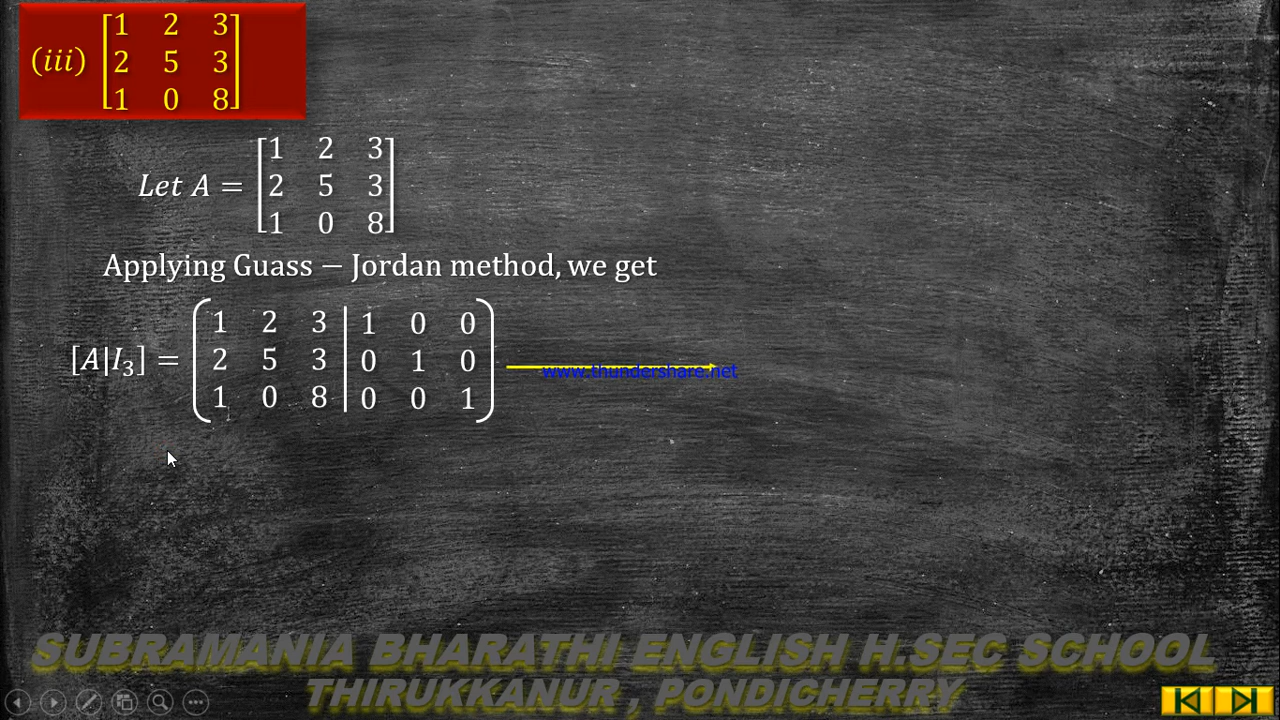 (iii) [1 2 3
2 5 3
1 0 8]
Let A = [1 2 3
2 5 3
1 0 8]
Applying Guass − Jordan method, we get
[A|I₃] = (1 2 3 | 1 0 0
2 5 3 | 0 1 0
1 0 8 | 0 0 1)
www.thundershare.net
SUBRAMANIA BHARATHI ENGLISH H.SEC SCHOOL
THIRUKKANUR , PONDICHERRY